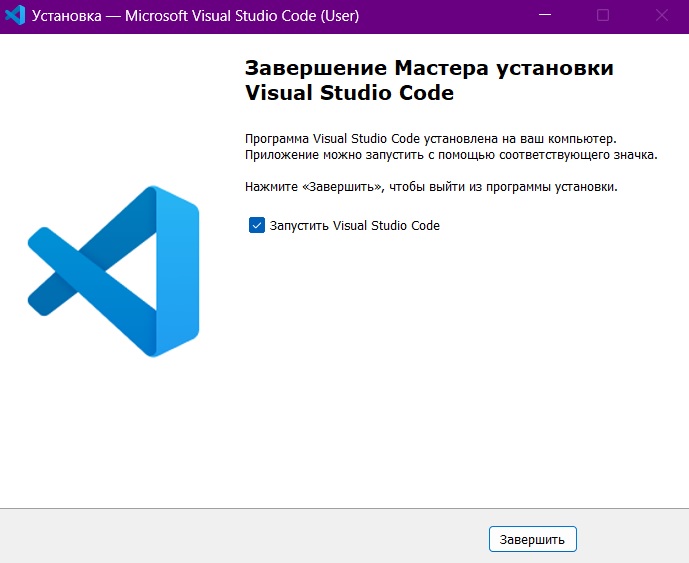 Установка — Microsoft Visual Studio Code (User)
Завершение Мастера установки
Visual Studio Code
Программа Visual Studio Code установлена на ваш компьютер.
Приложение можно запустить с помощью соответствующего значка.
Нажмите «Завершить», чтобы выйти из программы установки.
Запустить Visual Studio Code
Завершить